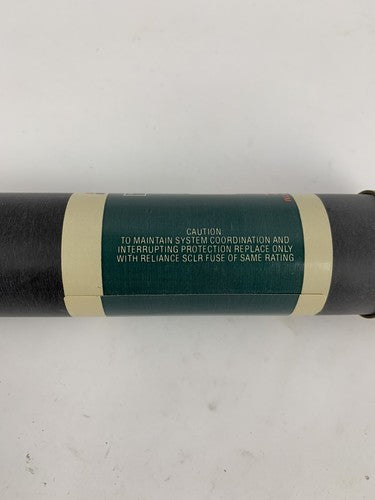 CAUTION:
TO MAINTAIN SYSTEM COORDINATION AND
INTERRUPTING PROTECTION REPLACE ONLY
WITH RELIANCE SCLR FUSE OF SAME RATING